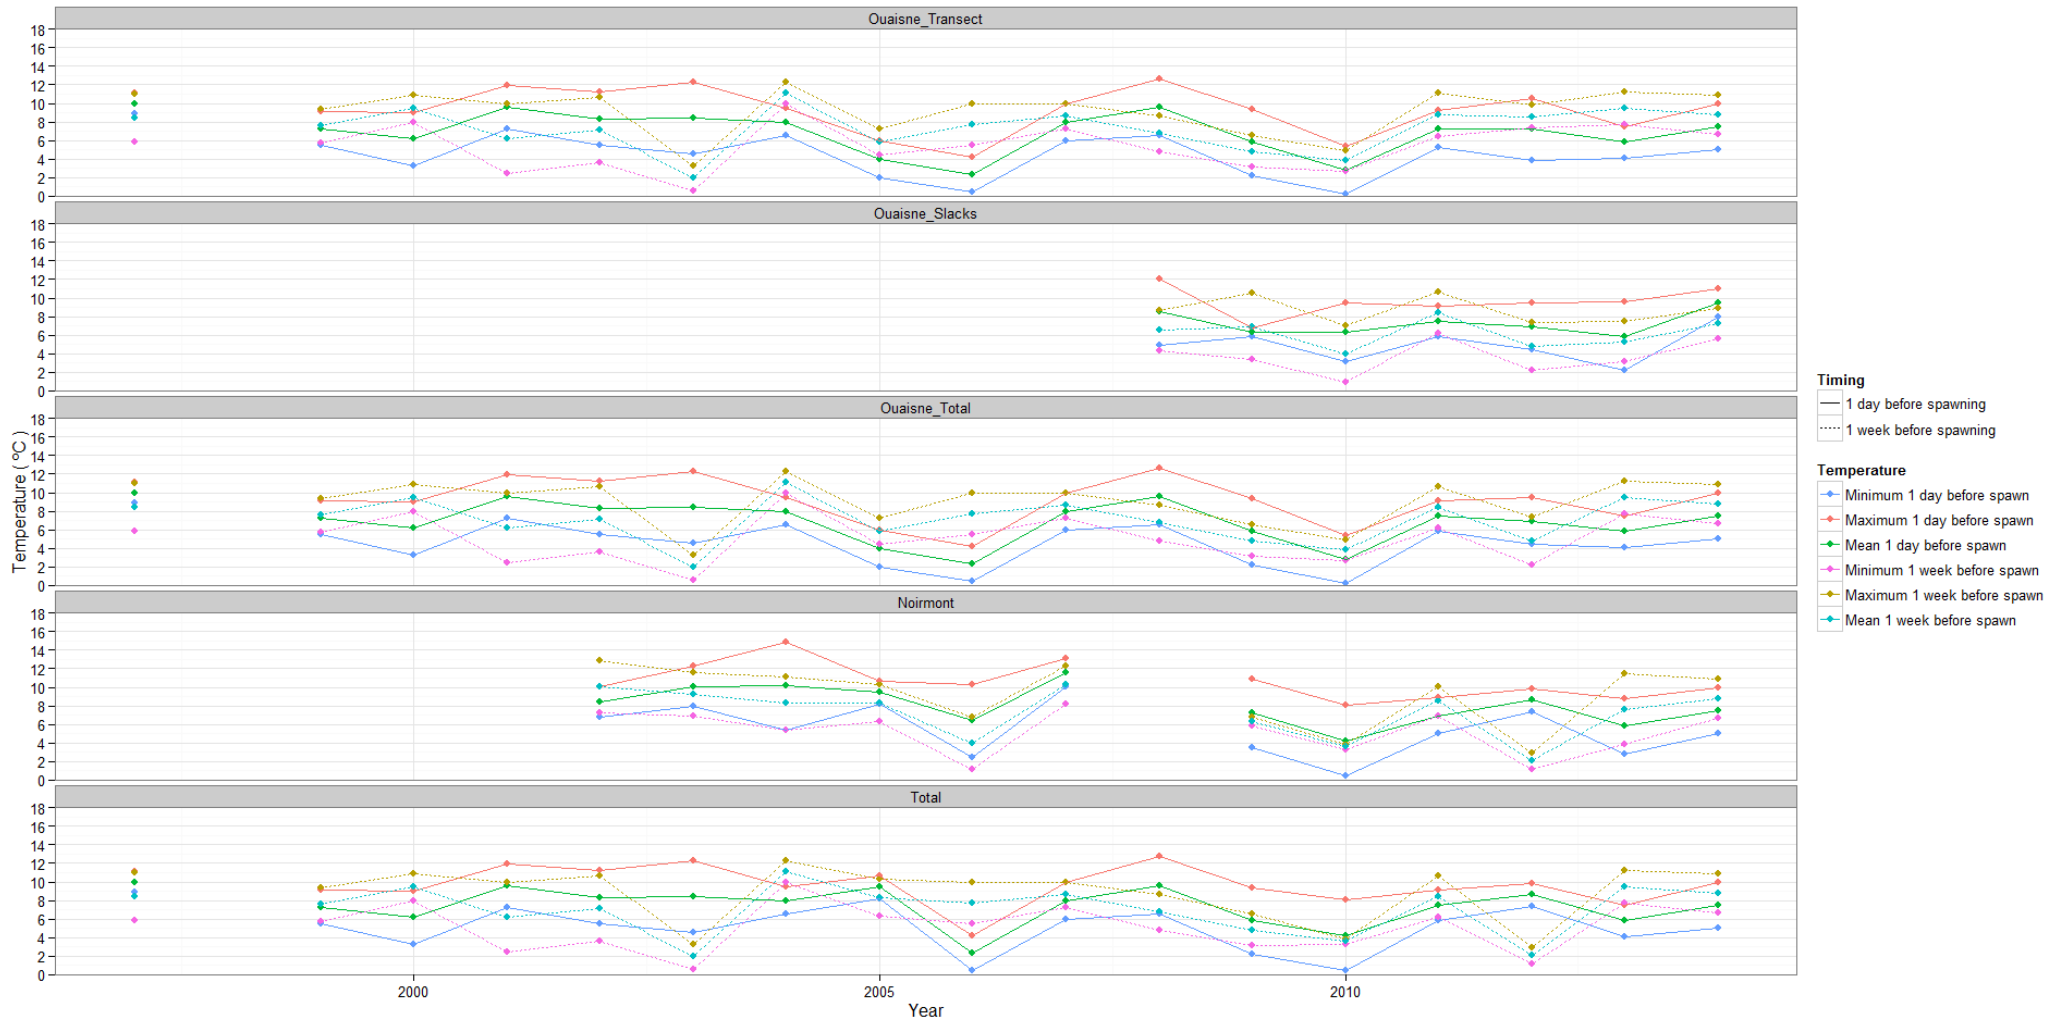 Ouaisne_Transect
18
16
14
12
10
8
6
4
2
0
Ouaisne_Slacks
18
16
14
12
10
8
6
4
2
0
Ouaisne_Total
18
16
14
12
10
8
6
4
2
0
Noirmont
18
16
14
12
10
8
6
4
2
0
Total
18
16
14
12
10
8
6
4
2
0
Temperature ( ºC )
2000 2005 2010
Year
Timing
1 day before spawning
1 week before spawning
Temperature
Minimum 1 day before spawn
Maximum 1 day before spawn
Mean 1 day before spawn
Minimum 1 week before spawn
Maximum 1 week before spawn
Mean 1 week before spawn